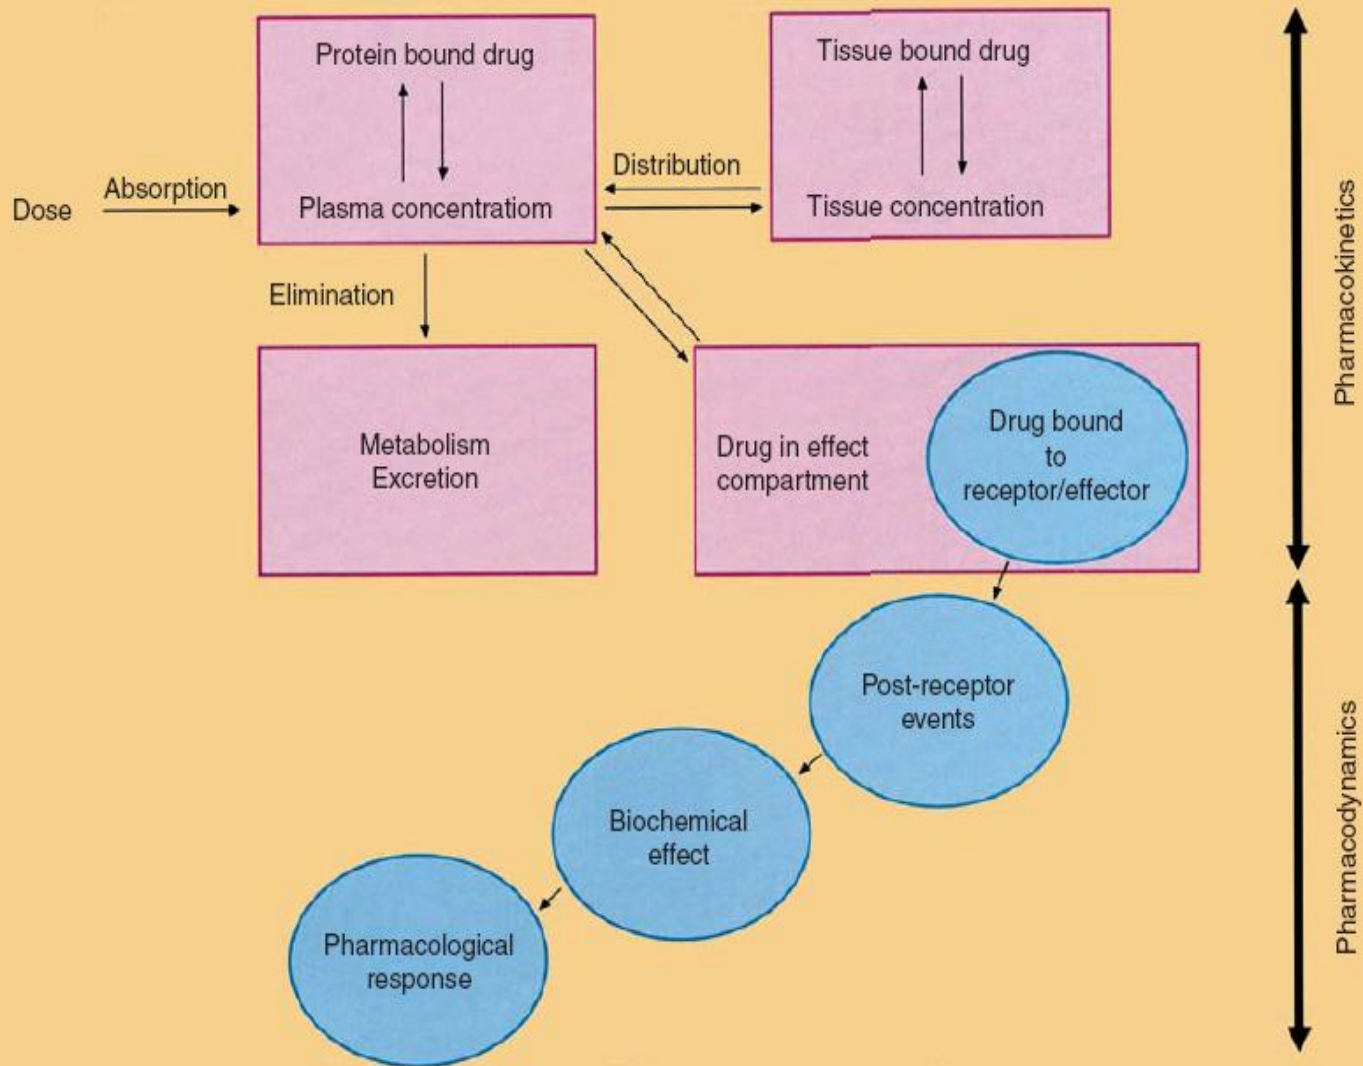 Protein bound drug
Tissue bound drug
Dose
Absorption
Plasma concentratiom
Distribution
Tissue concentration
Elimination
Metabolism
Excretion
Drug in effect
compartment
Drug bound
to
receptor/effector
Pharmacokinetics
Post-receptor
events
Biochemical
effect
Pharmacological
response
Pharmacodynamics